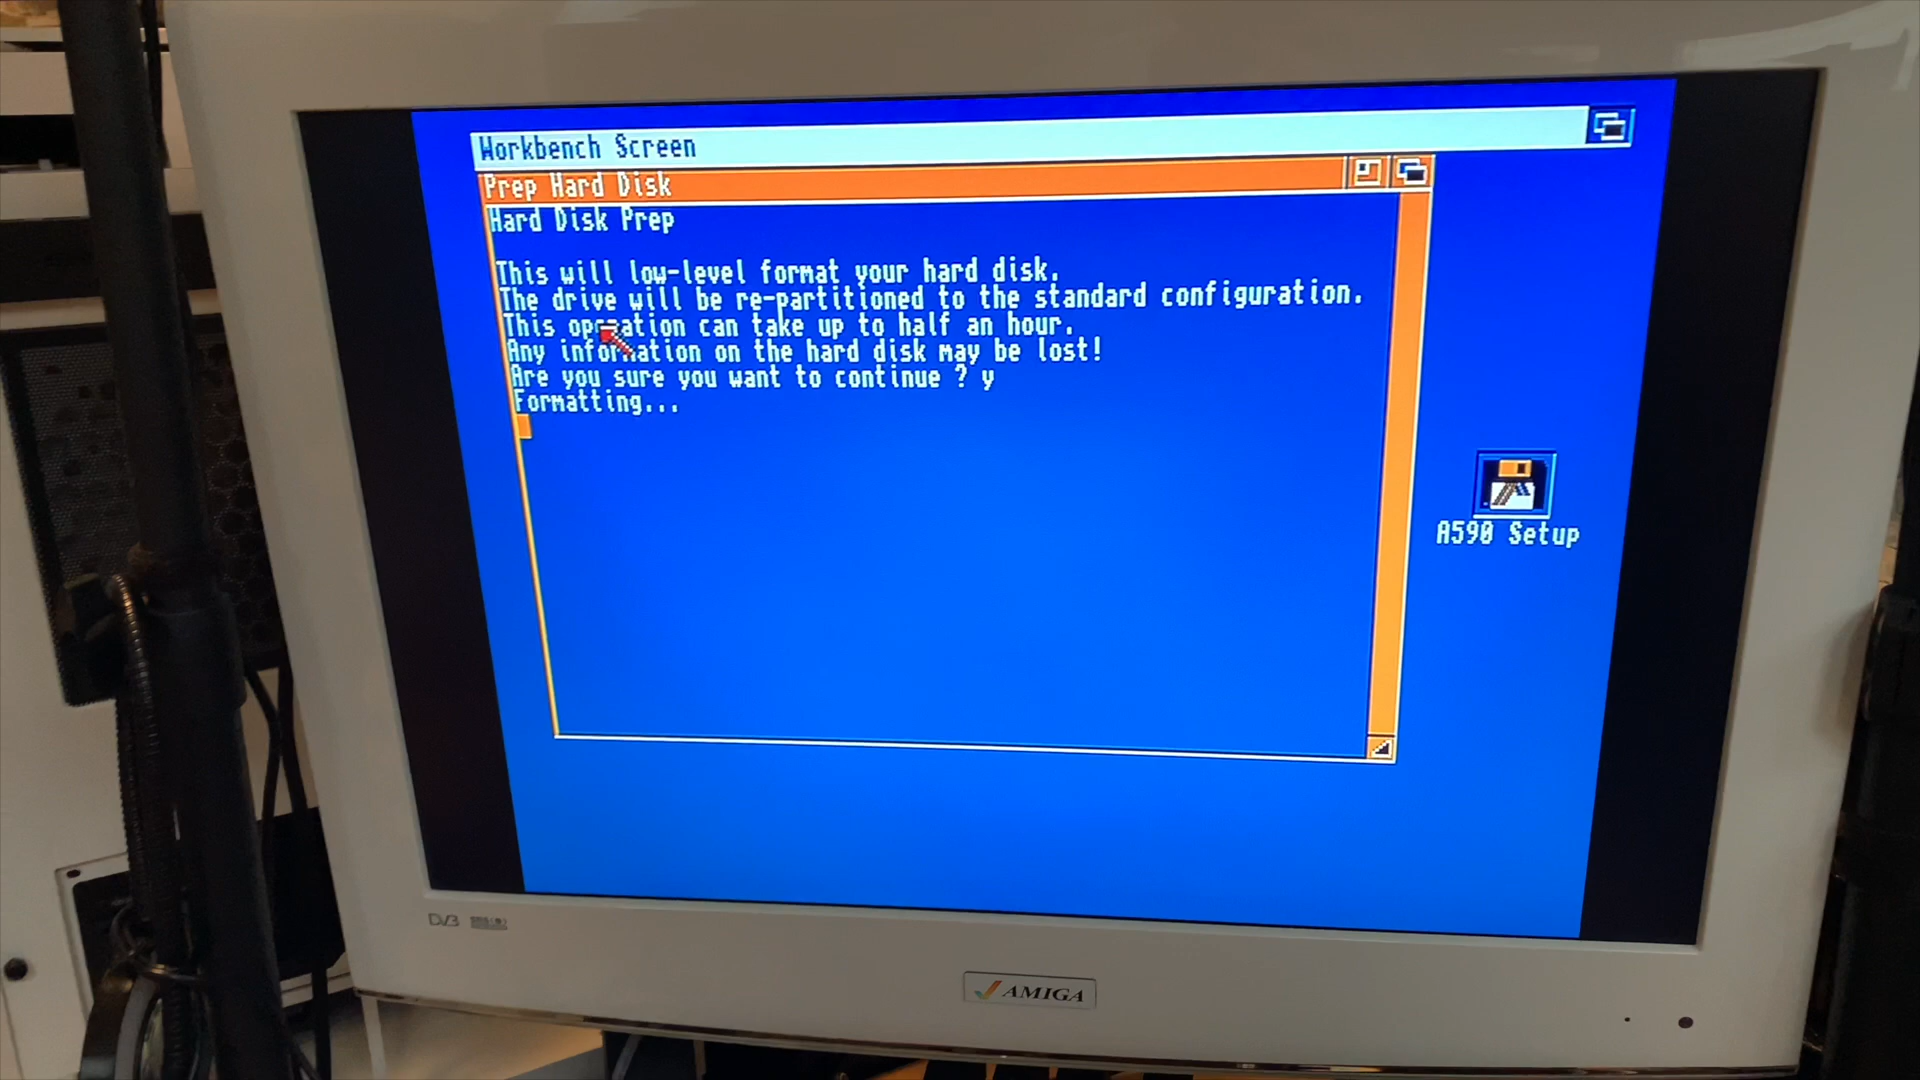 Workbench Screen
Prep Hard Disk
Hard Disk Prep
This will low-level format your hard disk.
The drive will be re-partitioned to the standard configuration.
This operation can take up to half an hour.
Any information on the hard disk may be lost!
Are you sure you want to continue ? y
Formatting...
A590 Setup
DVB
AMIGA